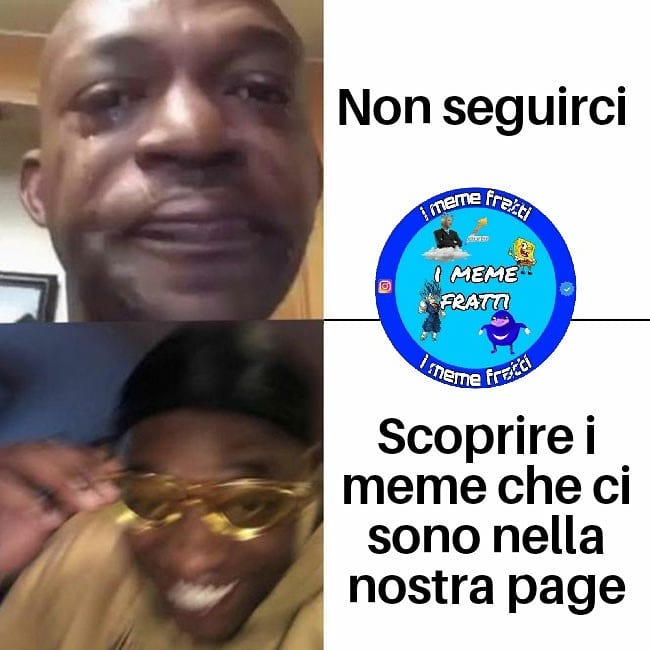 Non seguirci
i meme fratti
I MEME
FRATTI
i meme fratti
Scoprire i
meme che ci
sono nella
nostra page